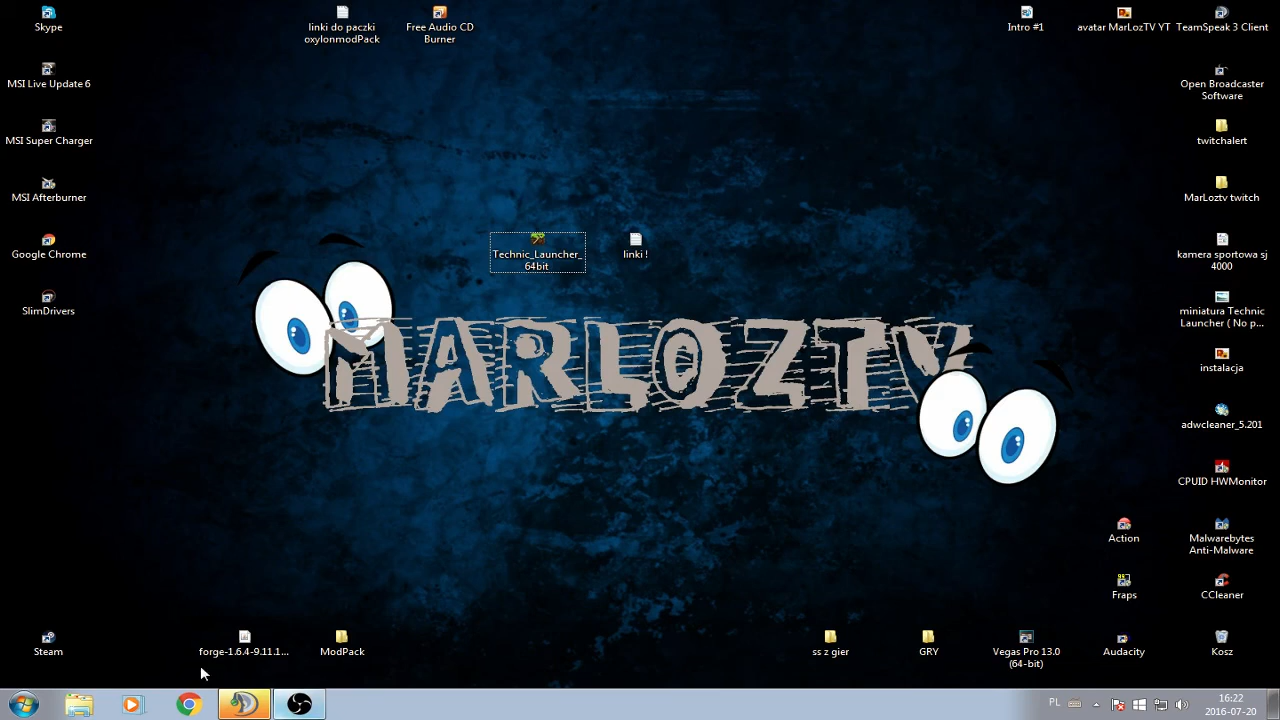 Skype
linki do paczki
oxylonmodPack
Free Audio CD
Burner
Intro #1
avatar MarLozTV YT
TeamSpeak 3 Client
MSI Live Update 6
Open Broadcaster
Software
MSI Super Charger
twitchalert
MSI Afterburner
MarLoztv twitch
Google Chrome
Technic_Launcher_
64bit
linki !
kamera sportowa sj
4000
SlimDrivers
miniatura Technic
Launcher ( No p...
MARLOZTV
instalacja
adwcleaner_5.201
CPUID HWMonitor
Action
Malwarebytes
Anti-Malware
Fraps
CCleaner
Steam
forge-1.6.4-9.11.1...
ModPack
ss z gier
GRY
Vegas Pro 13.0
(64-bit)
Audacity
Kosz
PL
16:22
2016-07-20